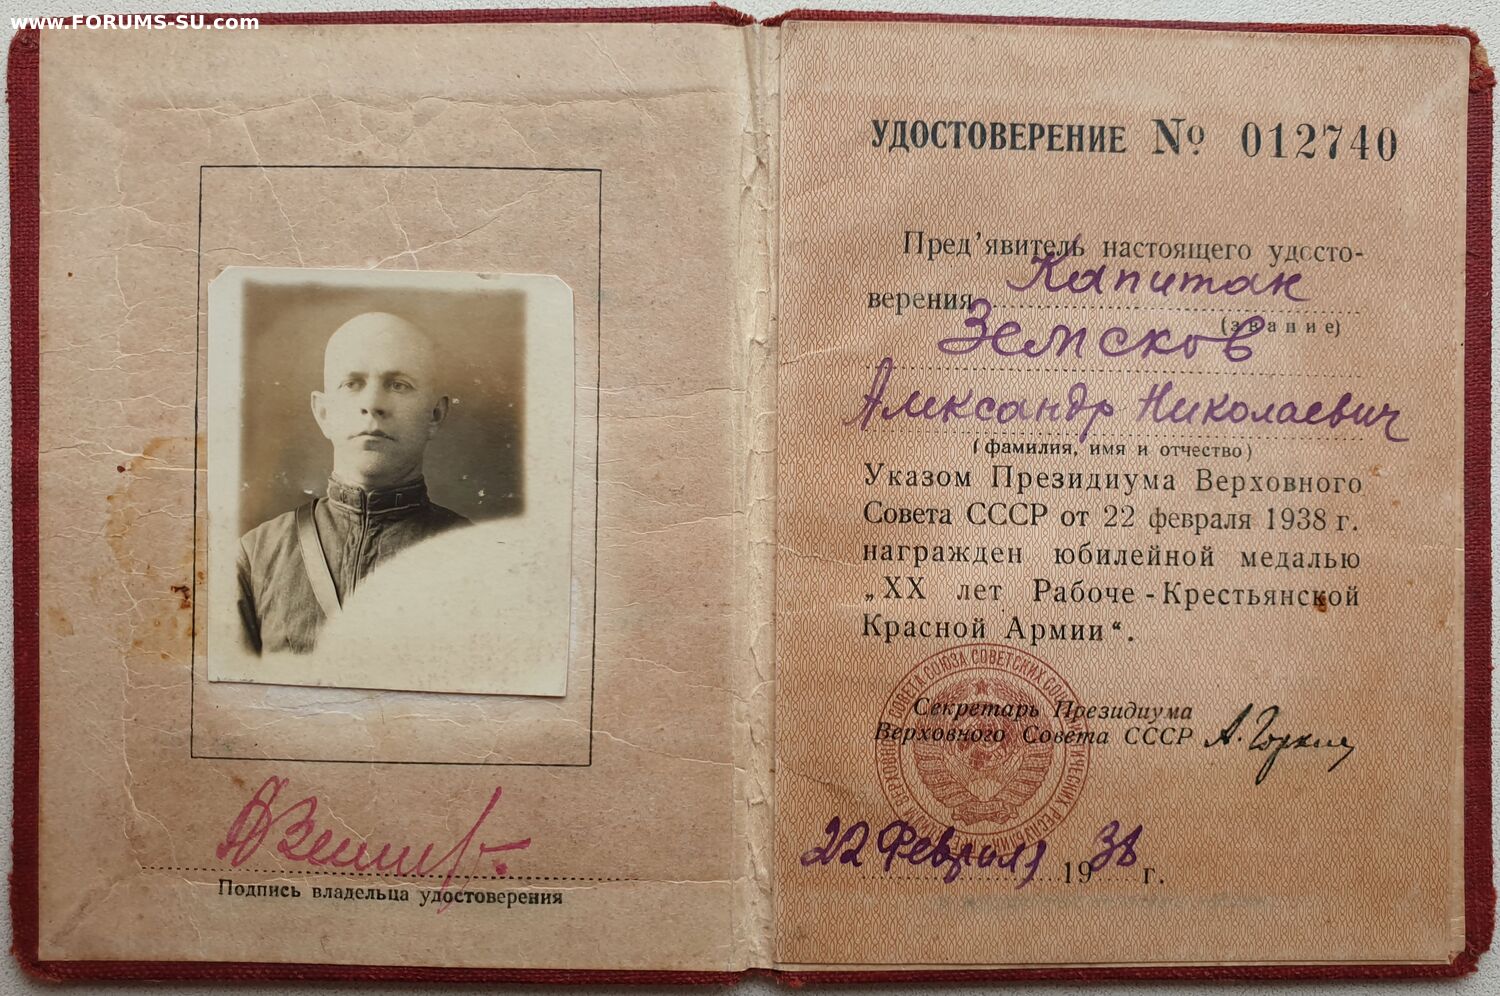 www.FORUMS-SU.com
Подпись владельца удостоверения
УДОСТОВЕРЕНИЕ № 012740
Пред'явитель настоящего удосто-
верения Капитан
(звание)
Земсков
Александр Николаевич
(фамилия, имя и отчество)
Указом Президиума Верховного
Совета СССР от 22 февраля 1938 г.
награжден юбилейной медалью
„XX лет Рабоче-Крестьянской
Красной Армии“.
Секретарь Президиума
Верховного Совета СССР А. Горкин
22 Февраля 1938 г.